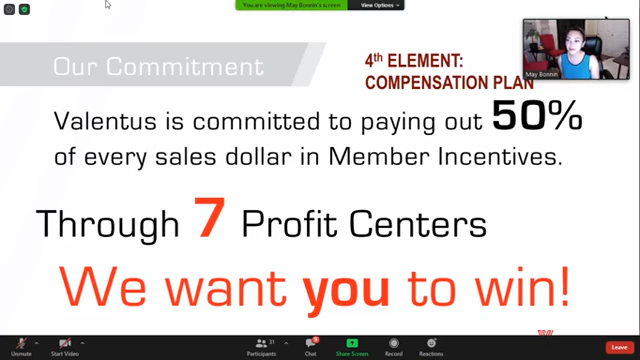 You are viewing May Bonnin's screen
View Options
Our Commitment
4th ELEMENT:
COMPENSATION PLAN
May Bonnin
Valentus is committed to paying out 50%
of every sales dollar in Member Incentives.
Through 7 Profit Centers
We want you to win!
Unmute
Start Video
31
Participants
Chat
Share Screen
Record
Reactions
Leave